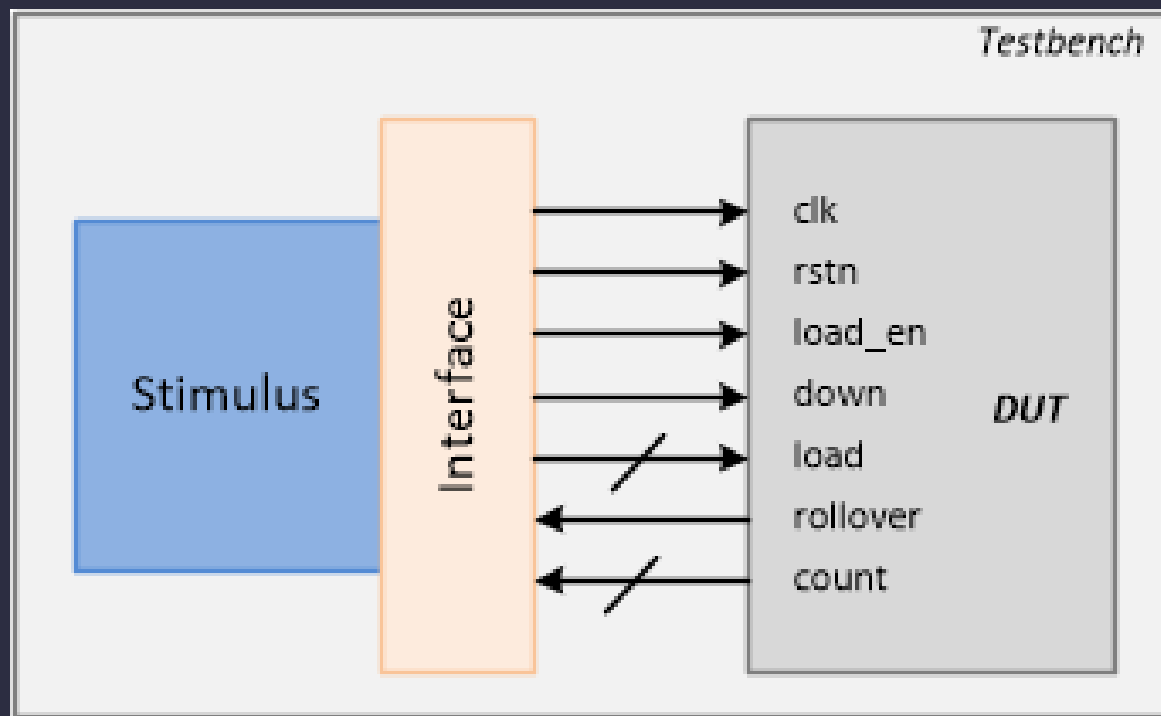 Testbench
Stimulus
Interface
clk
rstn
load_en
down
load
rollover
count
DUT